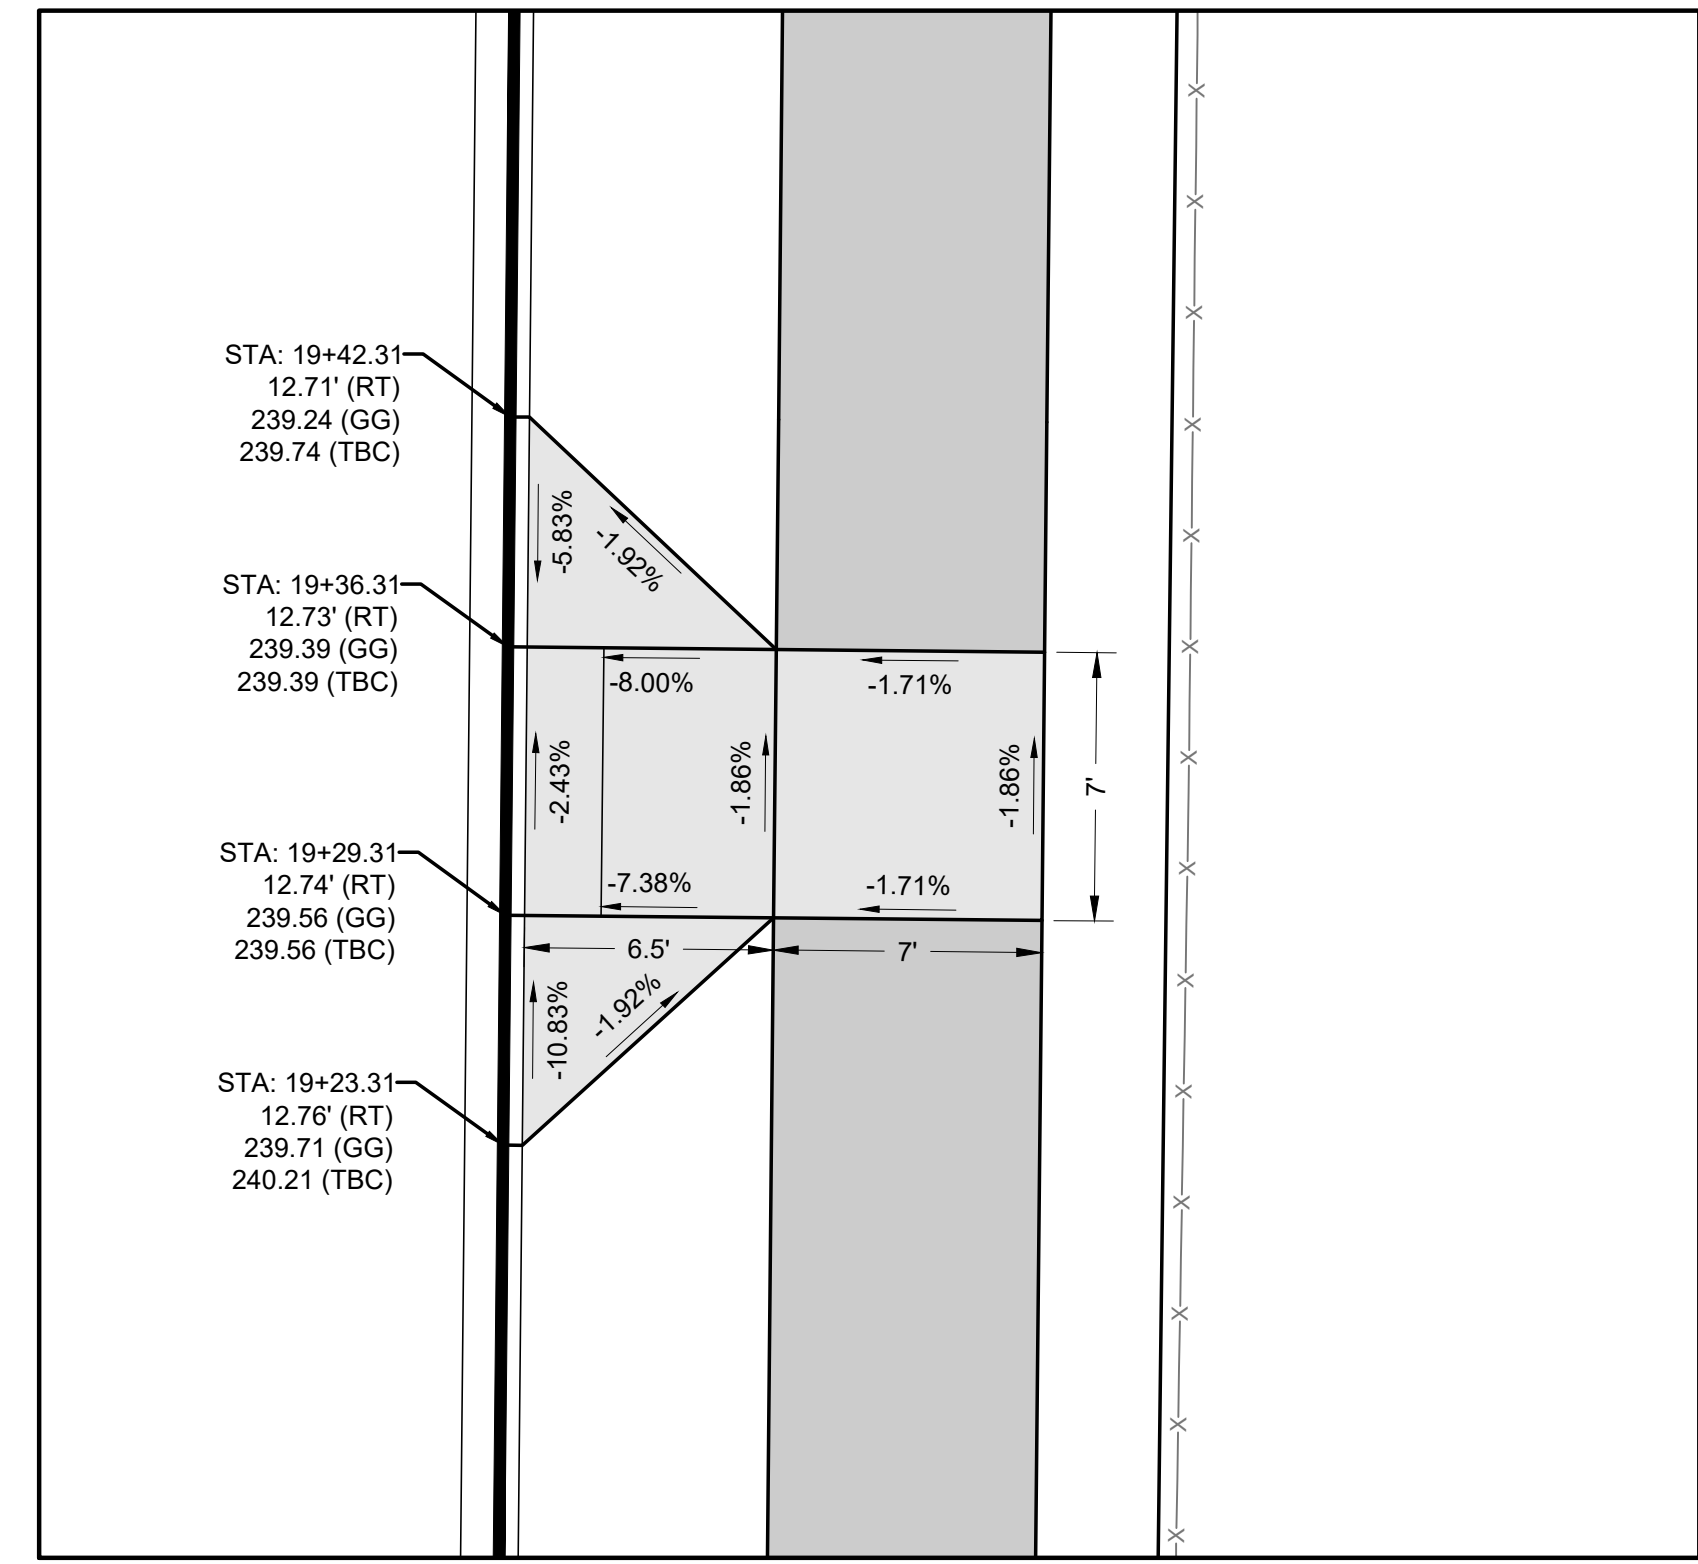 STA: 19+42.31
12.71' (RT)
239.24 (GG)
239.74 (TBC)
-5.83%
-1.92%
STA: 19+36.31
12.73' (RT)
239.39 (GG)
239.39 (TBC)
-8.00%
-1.71%
-2.43%
-1.86%
-1.86%
7'
STA: 19+29.31
12.74' (RT)
239.56 (GG)
239.56 (TBC)
-7.38%
-1.71%
6.5'
7'
-10.83%
-1.92%
STA: 19+23.31
12.76' (RT)
239.71 (GG)
240.21 (TBC)
X
X
X
X
X
X
X
X
X
X
X
X
X
X